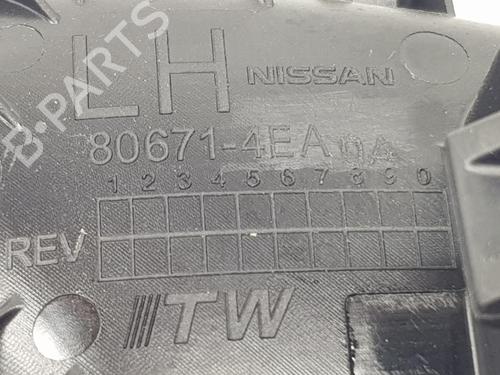 LH NISSAN
80671-4EA0A
1 2 3 4 5 6 7 8 9 0
REV
TW
B-PARTS